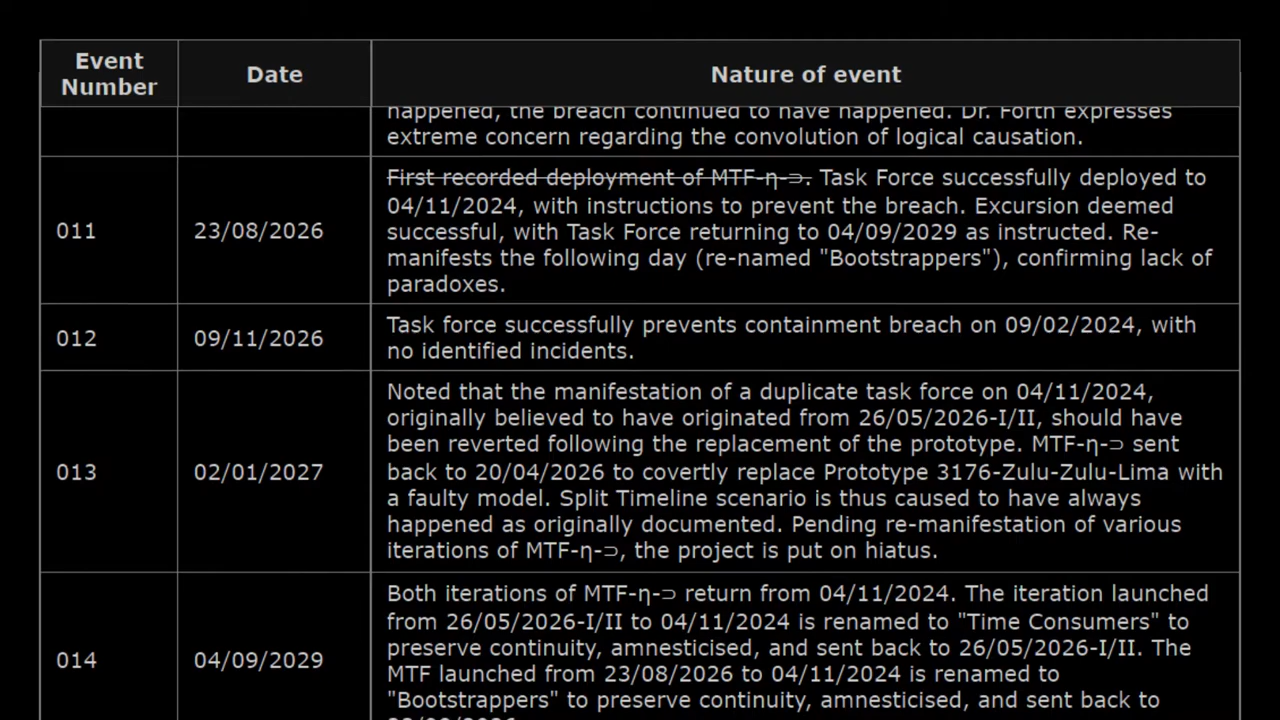 Event
Number
Date
Nature of event
happened, the breach continued to have happened. Dr. Forth expresses
extreme concern regarding the convolution of logical causation.
011
23/08/2026
First recorded deployment of MTF-η-⊃. Task Force successfully deployed to
04/11/2024, with instructions to prevent the breach. Excursion deemed
successful, with Task Force returning to 04/09/2029 as instructed. Re-
manifests the following day (re-named "Bootstrappers"), confirming lack of
paradoxes.
012
09/11/2026
Task force successfully prevents containment breach on 09/02/2024, with
no identified incidents.
013
02/01/2027
Noted that the manifestation of a duplicate task force on 04/11/2024,
originally believed to have originated from 26/05/2026-I/II, should have
been reverted following the replacement of the prototype. MTF-η-⊃ sent
back to 20/04/2026 to covertly replace Prototype 3176-Zulu-Zulu-Lima with
a faulty model. Split Timeline scenario is thus caused to have always
happened as originally documented. Pending re-manifestation of various
iterations of MTF-η-⊃, the project is put on hiatus.
014
04/09/2029
Both iterations of MTF-η-⊃ return from 04/11/2024. The iteration launched
from 26/05/2026-I/II to 04/11/2024 is renamed to "Time Consumers" to
preserve continuity, amnesticised, and sent back to 26/05/2026-I/II. The
MTF launched from 23/08/2026 to 04/11/2024 is renamed to
"Bootstrappers" to preserve continuity, amnesticised, and sent back to